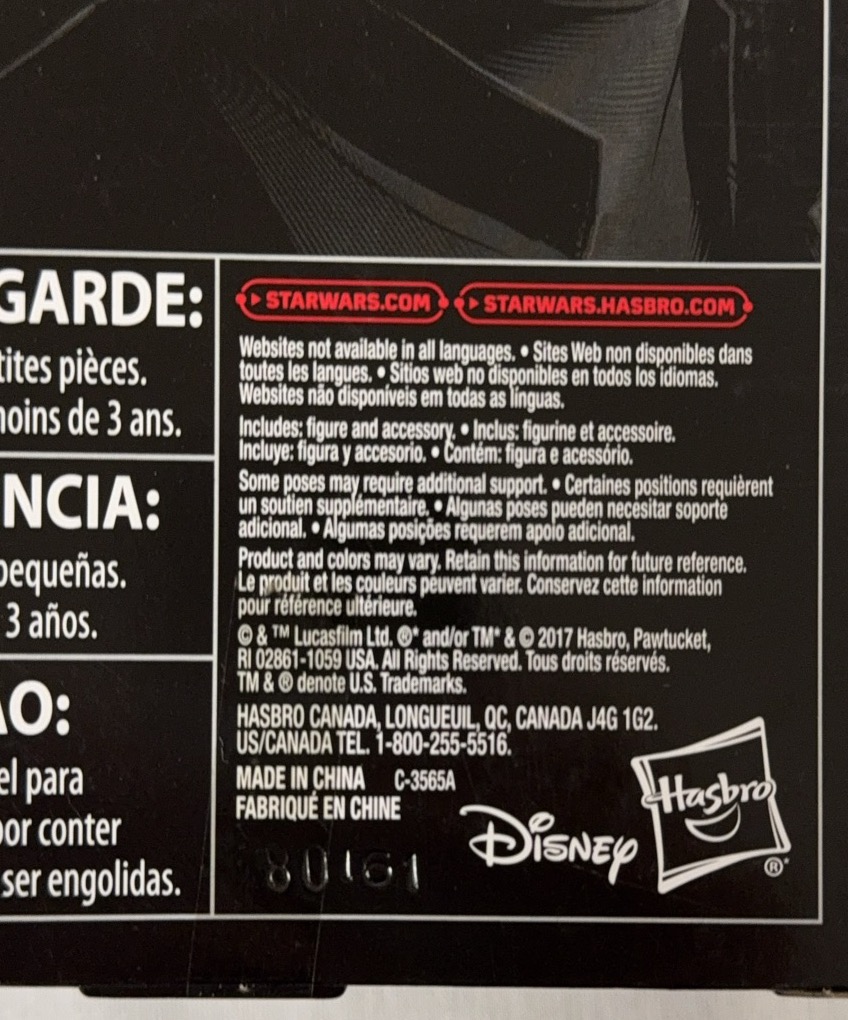 GARDE:
tites pièces.
moins de 3 ans.
NCIA:
pequeñas.
3 años.
ÃO:
el para
por conter
ser engolidas.
STARWARS.COM STARWARS.HASBRO.COM
Websites not available in all languages. • Sites Web non disponibles dans
toutes les langues. • Sitios web no disponibles en todos los idiomas.
Websites não disponíveis em todas as línguas.
Includes: figure and accessory. • Inclus: figurine et accessoire.
Incluye: figura y accesorio. • Contém: figura e acessório.
Some poses may require additional support. • Certaines positions requièrent
un soutien supplémentaire. • Algunas poses pueden necesitar soporte
adicional. • Algumas posições requerem apoio adicional.
Product and colors may vary. Retain this information for future reference.
Le produit et les couleurs peuvent varier. Conservez cette information
pour référence ultérieure.
© & ™ Lucasfilm Ltd. ®* and/or TM* & © 2017 Hasbro, Pawtucket,
RI 02861-1059 USA. All Rights Reserved. Tous droits réservés.
TM & ® denote U.S. Trademarks.
HASBRO CANADA, LONGUEUIL, QC, CANADA J4G 1G2.
US/CANADA TEL. 1-800-255-5516.
MADE IN CHINA C-3565A
FABRIQUÉ EN CHINE
80161
Disney
Hasbro
®*